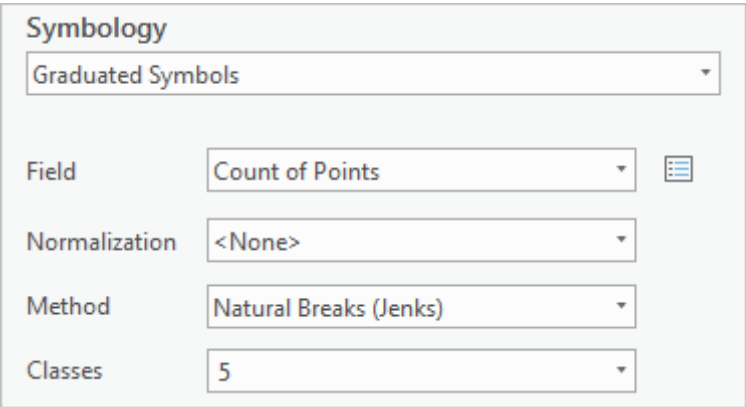 Symbology
Graduated Symbols
Field Count of Points
Normalization <None>
Method Natural Breaks (Jenks)
Classes 5